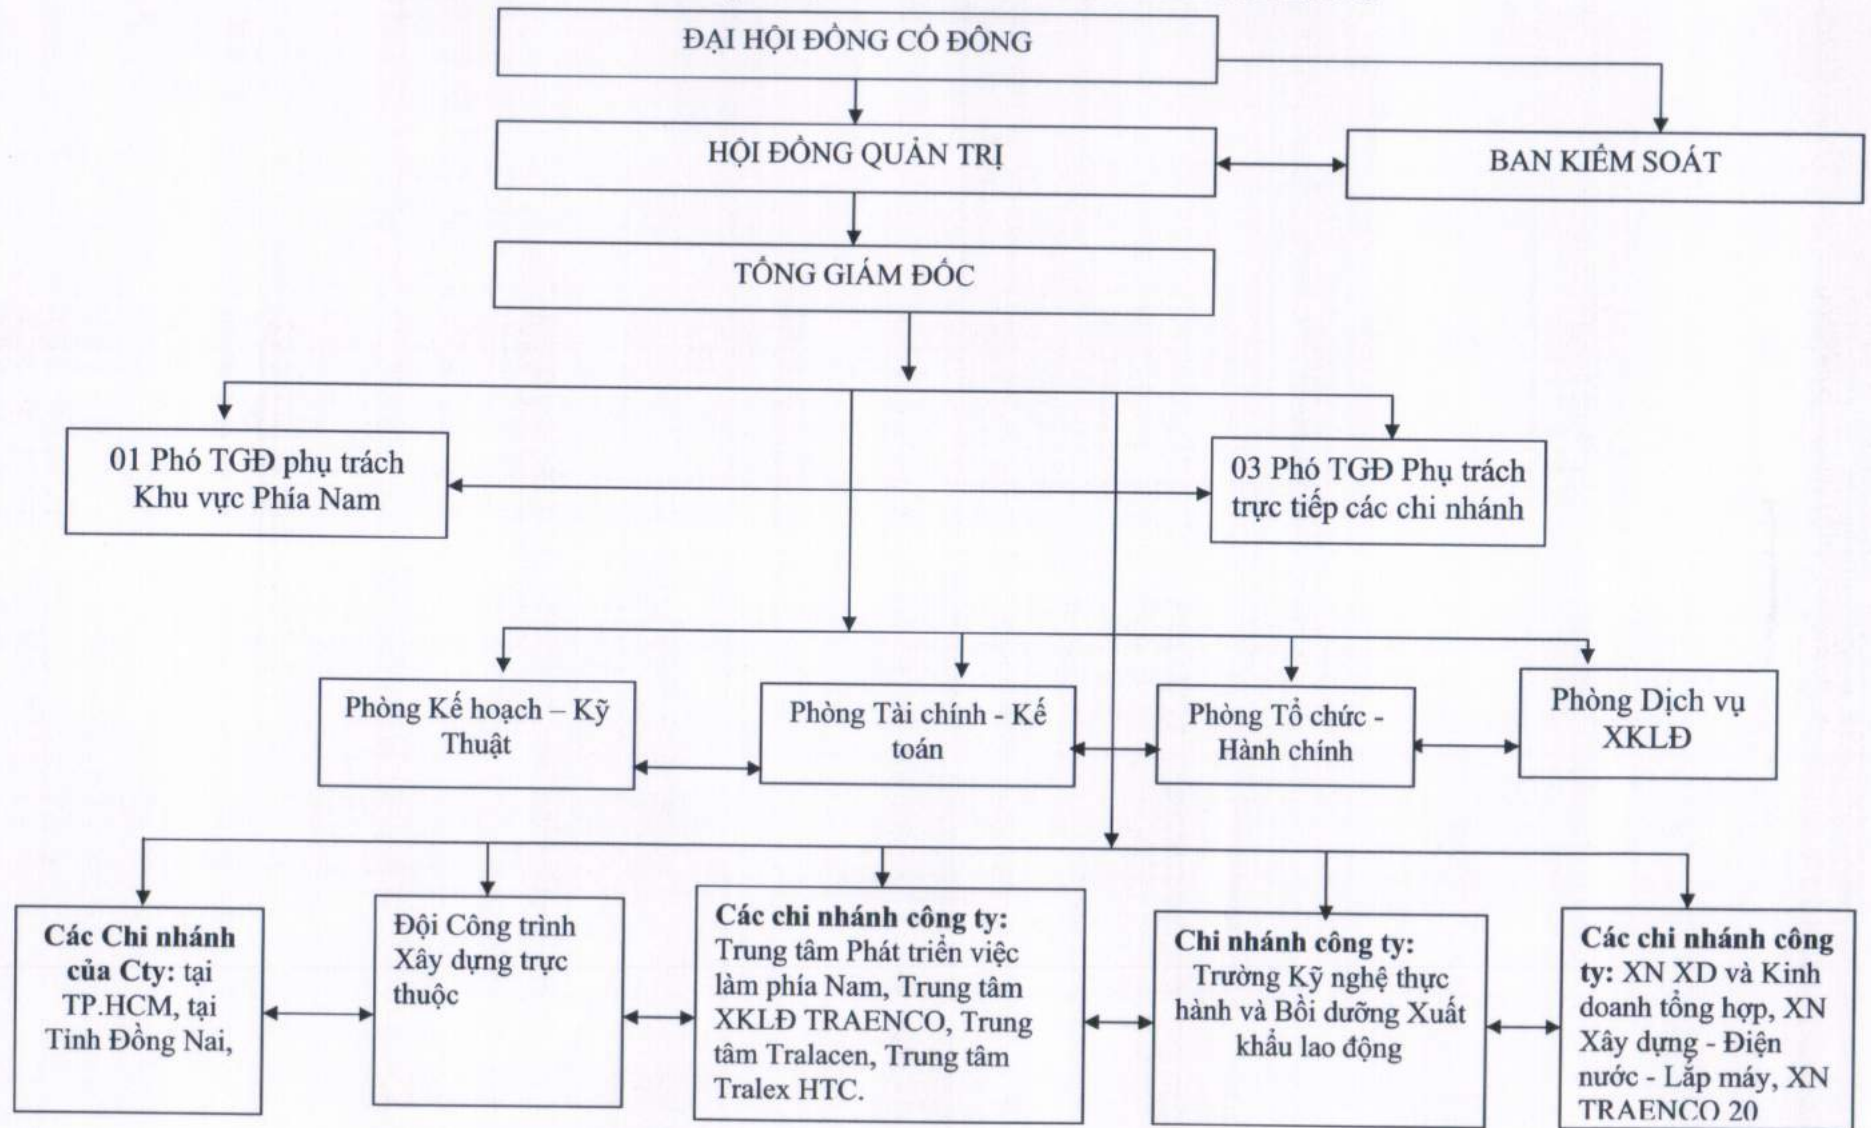 ĐẠI HỘI ĐỒNG CỔ ĐÔNG
HỘI ĐỒNG QUẢN TRỊ
BAN KIỂM SOÁT
TỔNG GIÁM ĐỐC
01 Phó TGĐ phụ trách
Khu vực Phía Nam
03 Phó TGĐ Phụ trách
trực tiếp các chi nhánh
Phòng Kế hoạch – Kỹ
Thuật
Phòng Tài chính - Kế
toán
Phòng Tổ chức -
Hành chính
Phòng Dịch vụ
XKLĐ
Các Chi nhánh
của Cty: tại
TP.HCM, tại
Tỉnh Đồng Nai,
Đội Công trình
Xây dựng trực
thuộc
Các chi nhánh công ty:
Trung tâm Phát triển việc
làm phía Nam, Trung tâm
XKLĐ TRAENCO, Trung
tâm Tralacen, Trung tâm
Tralex HTC.
Chi nhánh công ty:
Trường Kỹ nghệ thực
hành và Bồi dưỡng Xuất
khẩu lao động
Các chi nhánh công
ty: XN XD và Kinh
doanh tổng hợp, XN
Xây dựng - Điện
nước - Lắp máy, XN
TRAENCO 20